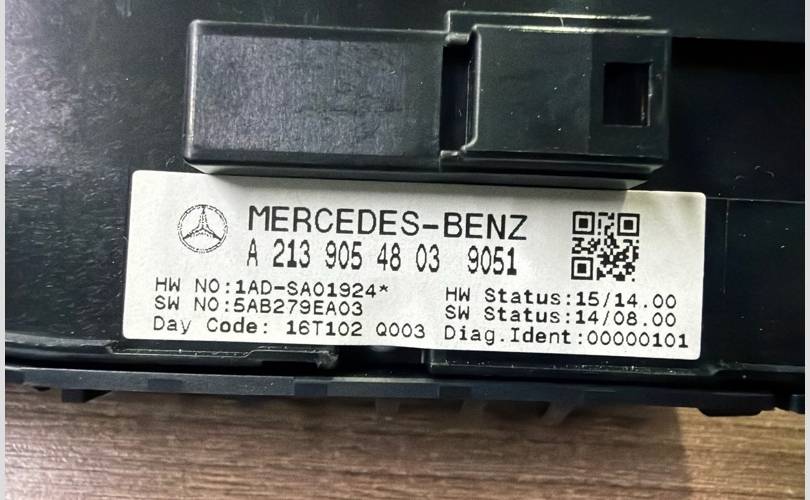 MERCEDES-BENZ
A 213 905 48 03 9051
HW NO:1AD-SA01924*
SW NO:5AB279EA03
Day Code: 16T102 Q003
HW Status:15/14.00
SW Status:14/08.00
Diag.Ident:00000101